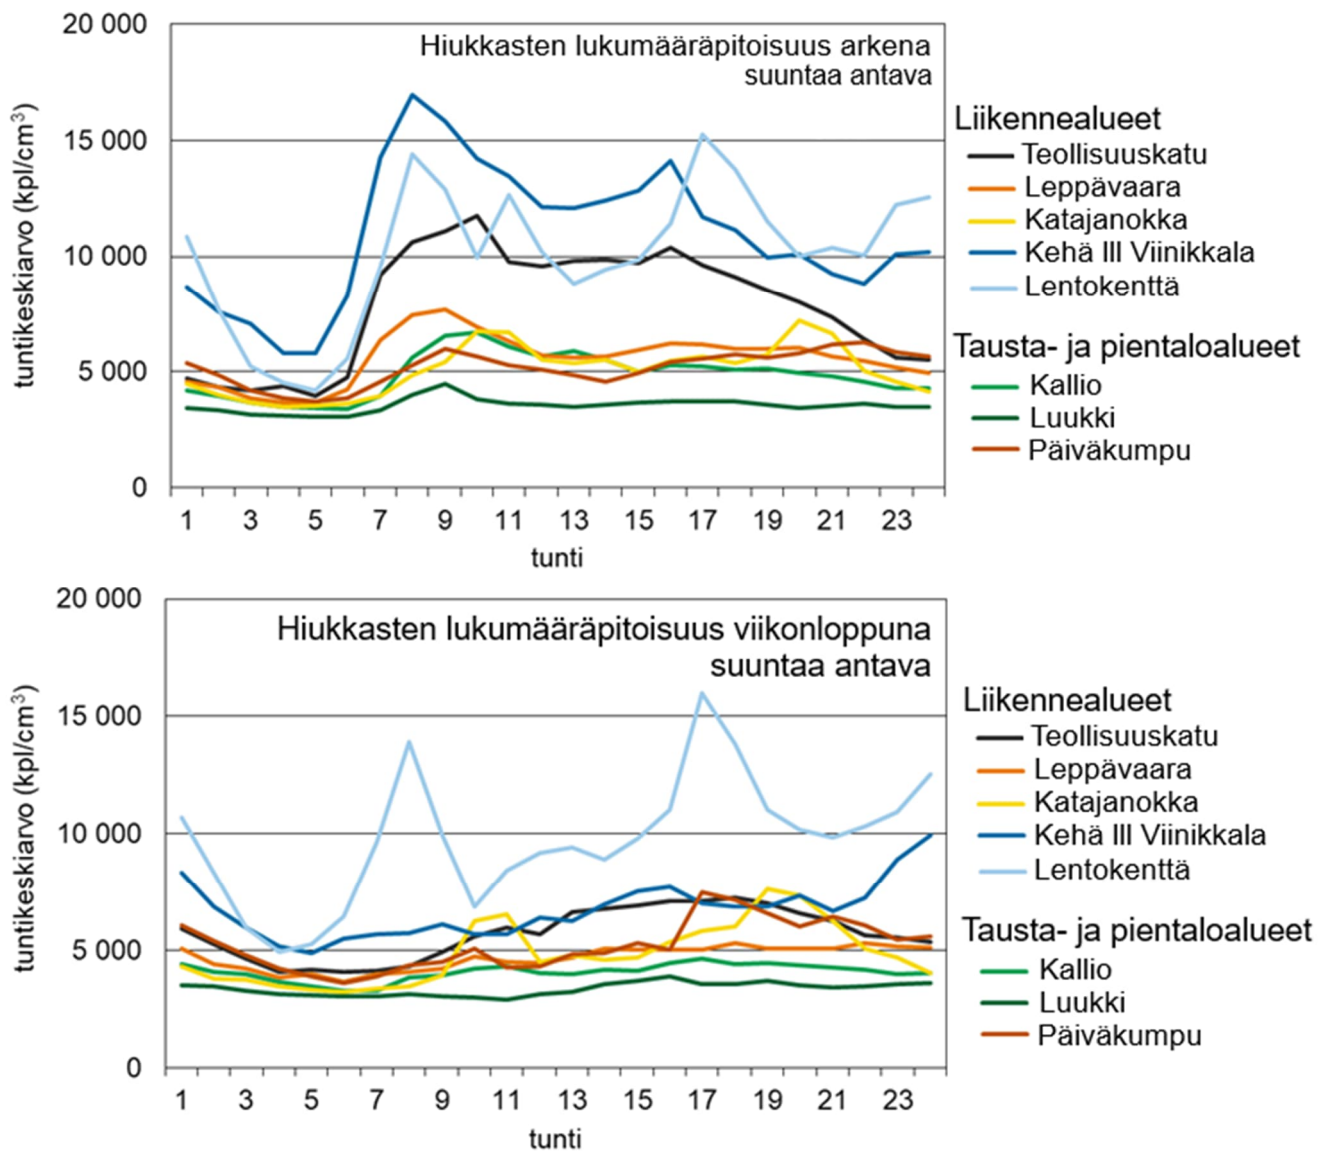 20 000
15 000
10 000
5 000
0
tuntikeskiarvo (kpl/cm³)
Hiukkasten lukumääräpitoisuus arkena
suuntaa antava
1 3 5 7 9 11 13 15 17 19 21 23
tunti
Liikennealueet
Teollisuuskatu
Leppävaara
Katajanokka
Kehä III Viinikkala
Lentokenttä
Tausta- ja pientaloalueet
Kallio
Luukki
Päiväkumpu
20 000
15 000
10 000
5 000
0
tuntikeskiarvo (kpl/cm³)
Hiukkasten lukumääräpitoisuus viikonloppuna
suuntaa antava
1 3 5 7 9 11 13 15 17 19 21 23
tunti
Liikennealueet
Teollisuuskatu
Leppävaara
Katajanokka
Kehä III Viinikkala
Lentokenttä
Tausta- ja pientaloalueet
Kallio
Luukki
Päiväkumpu